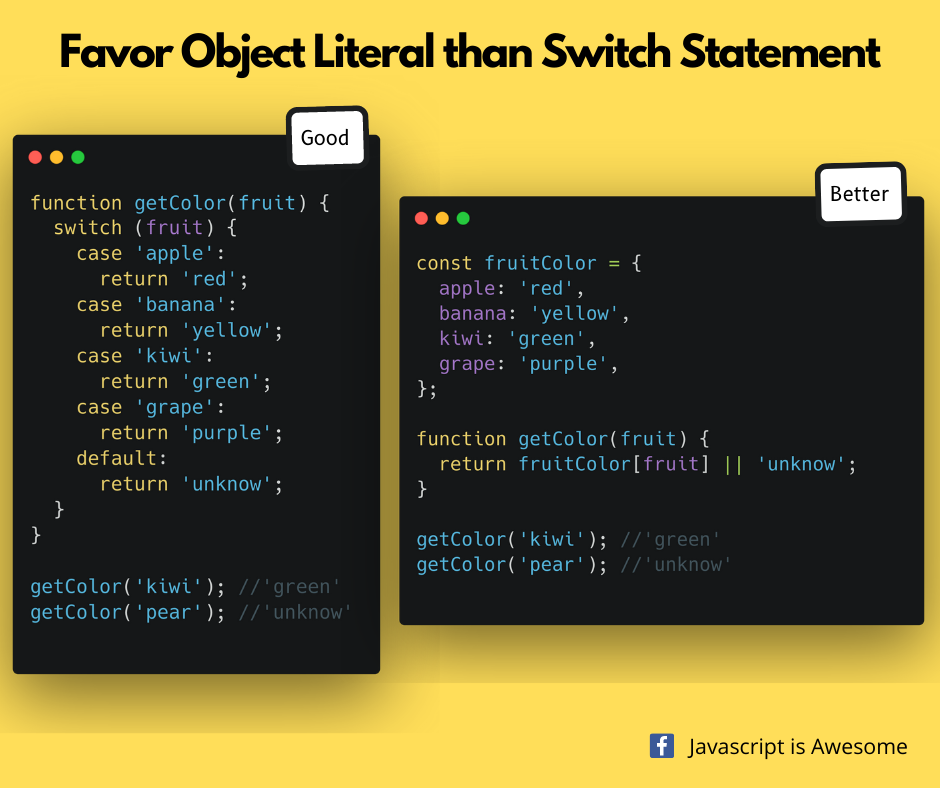 Favor Object Literal than Switch Statement
Good
function getColor(fruit) {
  switch (fruit) {
    case 'apple':
      return 'red';
    case 'banana':
      return 'yellow';
    case 'kiwi':
      return 'green';
    case 'grape':
      return 'purple';
    default:
      return 'unknow';
  }
}

getColor('kiwi'); //'green'
getColor('pear'); //'unknow'
Better
const fruitColor = {
  apple: 'red',
  banana: 'yellow',
  kiwi: 'green',
  grape: 'purple',
};

function getColor(fruit) {
  return fruitColor[fruit] || 'unknow';
}

getColor('kiwi'); //'green'
getColor('pear'); //'unknow'
Javascript is Awesome